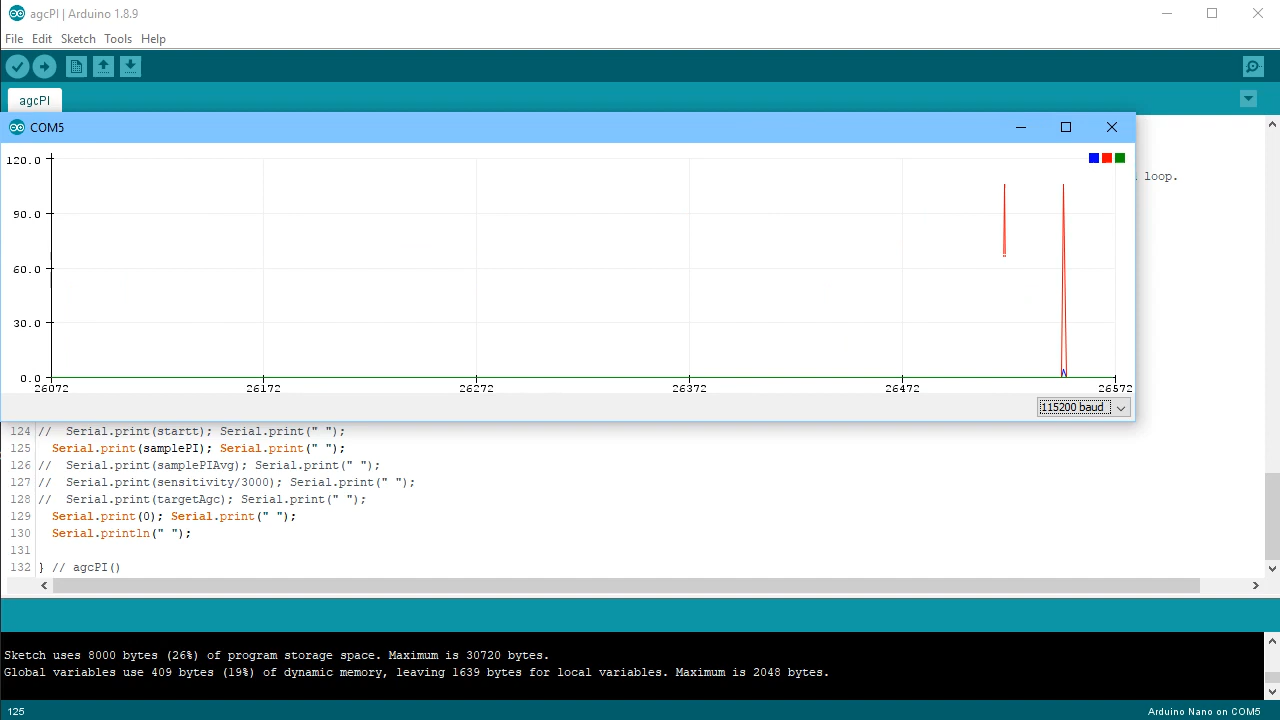 agcPI | Arduino 1.8.9
File Edit Sketch Tools Help
agcPI
COM5
120.0
loop.
90.0
60.0
30.0
0.0
26072 26172 26272 26372 26472 26572
115200 baud
124 //  Serial.print(startt); Serial.print(" ");
125   Serial.print(samplePI); Serial.print(" ");
126 //  Serial.print(samplePIAvg); Serial.print(" ");
127 //  Serial.print(sensitivity/3000); Serial.print(" ");
128 //  Serial.print(targetAgc); Serial.print(" ");
129   Serial.print(0); Serial.print(" ");
130   Serial.println(" ");
131
132 } // agcPI()
Sketch uses 8000 bytes (26%) of program storage space. Maximum is 30720 bytes.
Global variables use 409 bytes (19%) of dynamic memory, leaving 1639 bytes for local variables. Maximum is 2048 bytes.
125 Arduino Nano on COM5